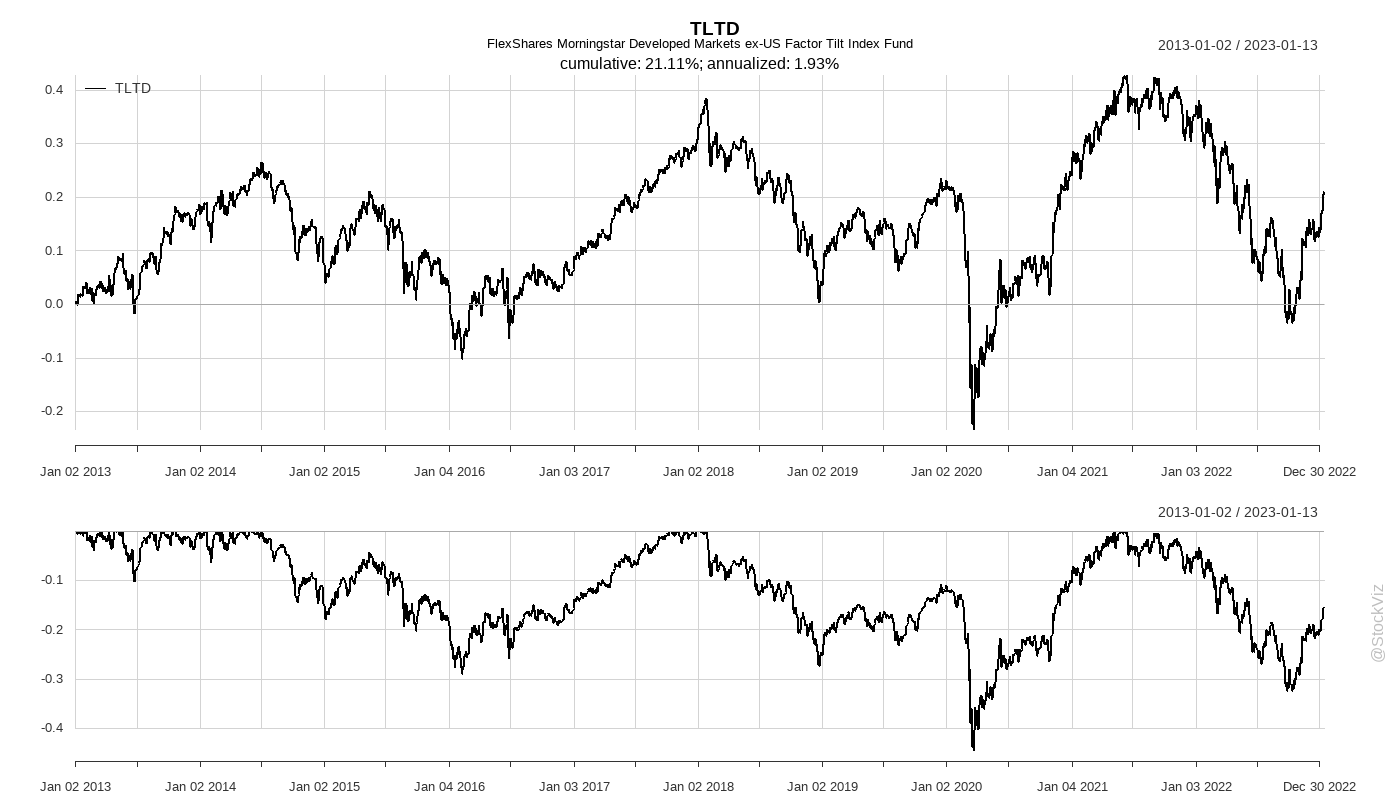 TLTD
FlexShares Morningstar Developed Markets ex-US Factor Tilt Index Fund
2013-01-02 / 2023-01-13
cumulative: 21.11%; annualized: 1.93%
TLTD
0.4
0.3
0.2
0.1
0.0
-0.1
-0.2
Jan 02 2013 Jan 02 2014 Jan 02 2015 Jan 04 2016 Jan 03 2017 Jan 02 2018 Jan 02 2019 Jan 02 2020 Jan 04 2021 Jan 03 2022 Dec 30 2022
2013-01-02 / 2023-01-13
-0.1
-0.2
-0.3
-0.4
Jan 02 2013 Jan 02 2014 Jan 02 2015 Jan 04 2016 Jan 03 2017 Jan 02 2018 Jan 02 2019 Jan 02 2020 Jan 04 2021 Jan 03 2022 Dec 30 2022
@StockViz